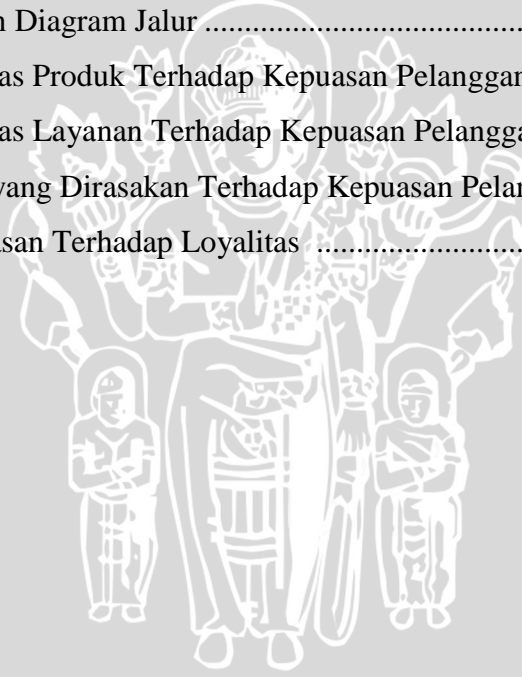 n Diagram Jalur ......................................
as Produk Terhadap Kepuasan Pelanggan
as Layanan Terhadap Kepuasan Pelangga
yang Dirasakan Terhadap Kepuasan Pelan
asan Terhadap Loyalitas .........................